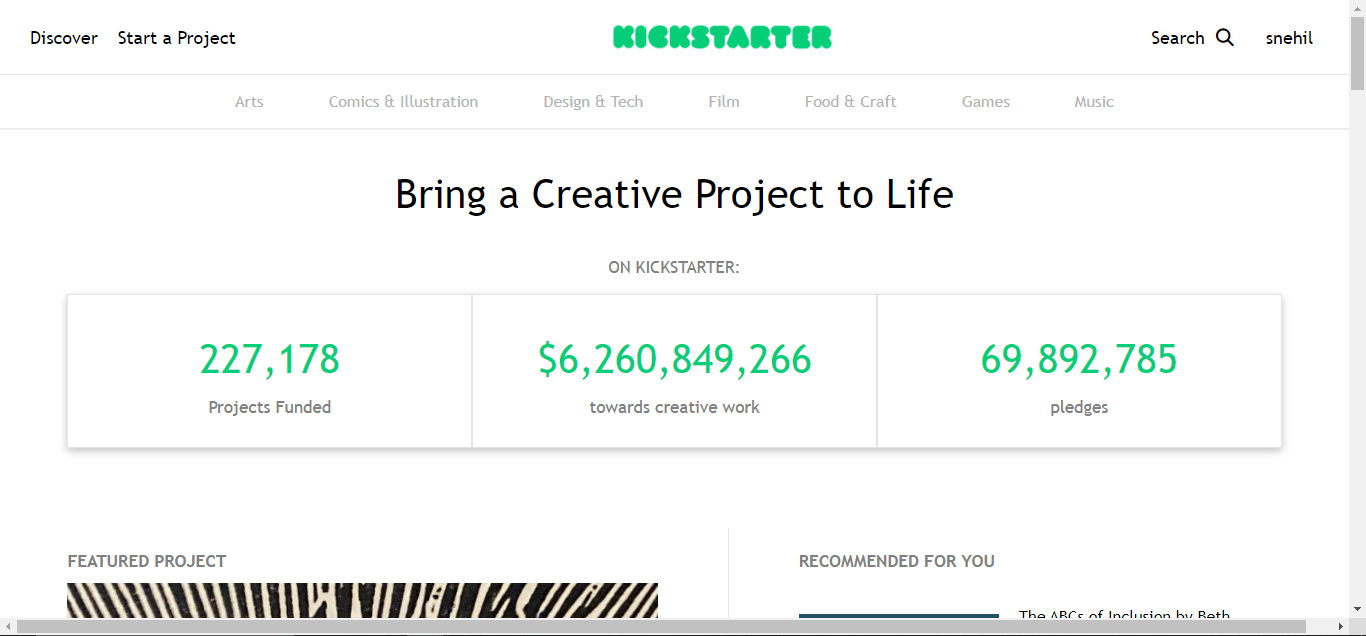 Discover Start a Project KICKSTARTER Search snehil
Arts Comics & Illustration Design & Tech Film Food & Craft Games Music
Bring a Creative Project to Life
ON KICKSTARTER:
227,178 $6,260,849,266 69,892,785
Projects Funded towards creative work pledges
FEATURED PROJECT RECOMMENDED FOR YOU
The ABCs of Inclusion by Beth